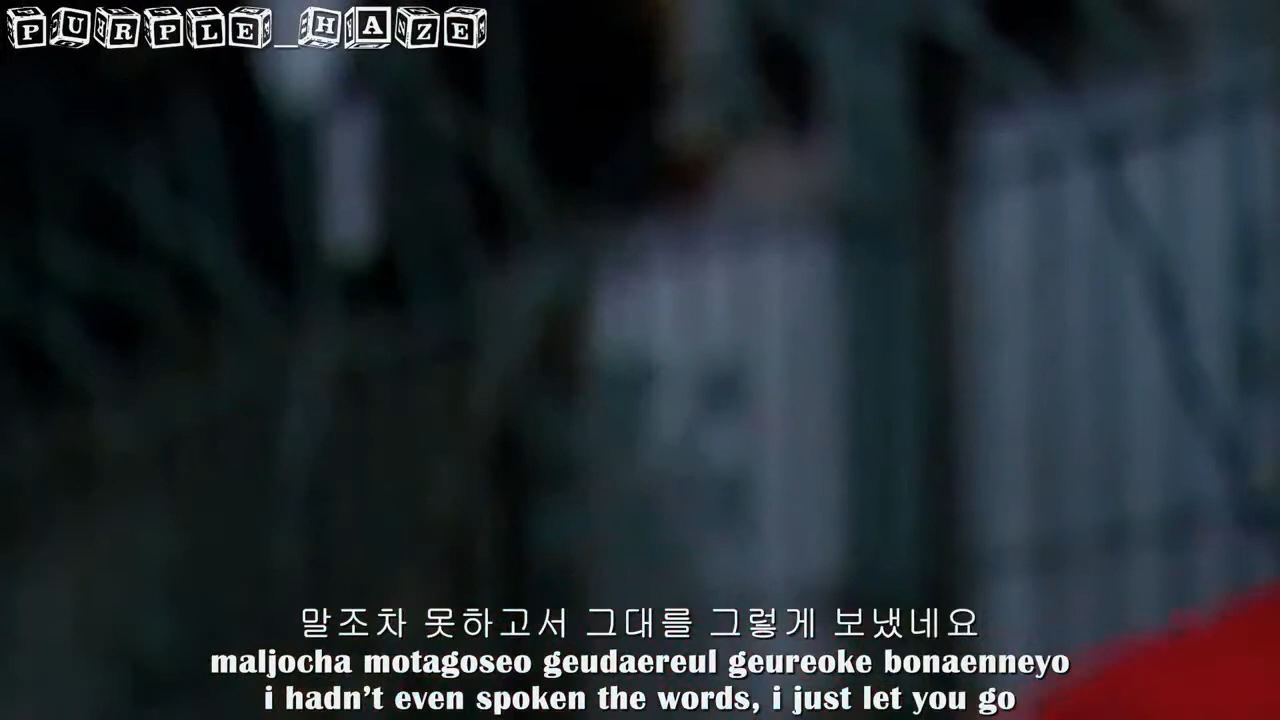 PURPLE_HAZE
말조차 못하고서 그대를 그렇게 보냈네요
maljocha motagoseo geudaereul geureoke bonaenneyo
i hadn’t even spoken the words, i just let you go